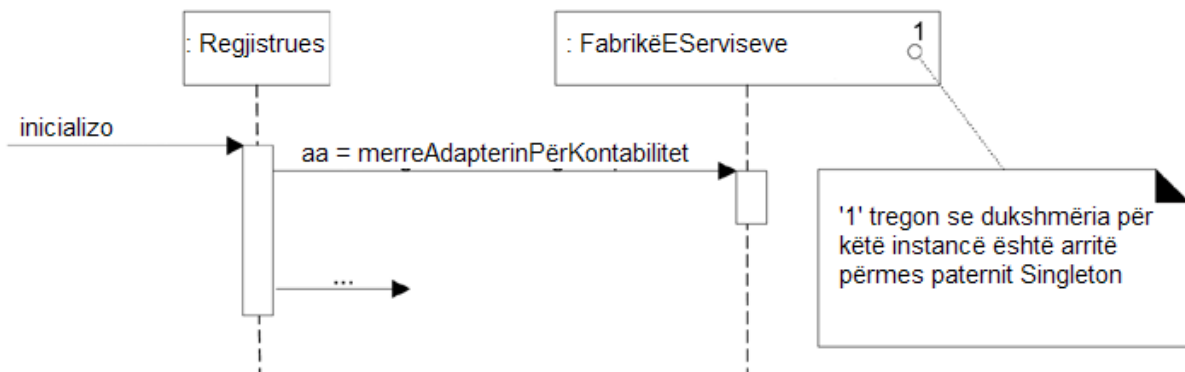 : Regjistrues
: FabrikëEServiseve
1
inicializo
aa = merreAdapterinPërKontabilitet
'1' tregon se dukshmëria për
këtë instancë është arritë
përmes paternit Singleton
...